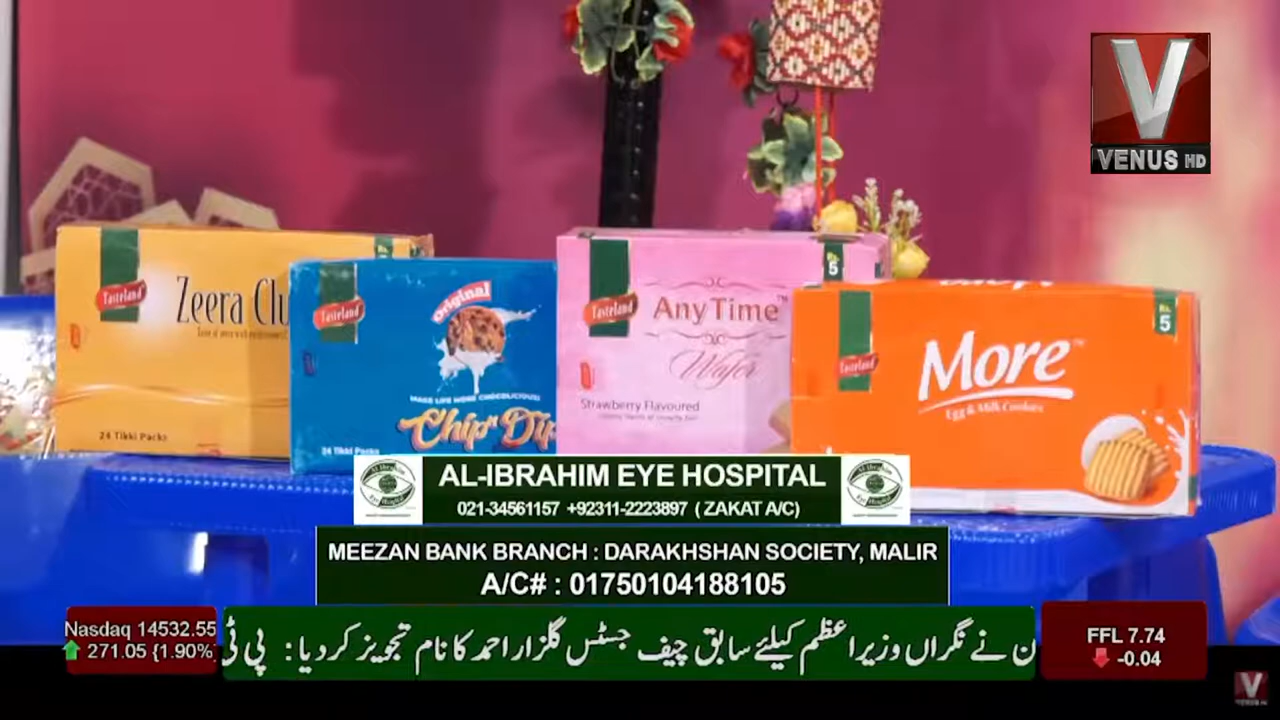 V
VENUS HD
Tasteland
Zeera Clu
24 Tikki Packs
Tasteland
Original
MAKE LIFE MORE CHOCOLICIOUS!
Chip' Dip
24 Tikki Packs
Rs.
5
Tasteland
AnyTime™
Wafer
Strawberry Flavoured
Rs.
5
Tasteland
More™
Egg & Milk Cookies
AL-IBRAHIM EYE HOSPITAL
021-34561157 +92311-2223897 ( ZAKAT A/C)
MEEZAN BANK BRANCH : DARAKHSHAN SOCIETY, MALIR
A/C# : 01750104188105
Nasdaq 14532.55
271.05 {1.90%}
ن نے نگراں وزیراعظم کیلئے سابق چیف جسٹس گلزار احمد کا نام تجویز کردیا : پی ٹی
FFL 7.74
-0.04
V